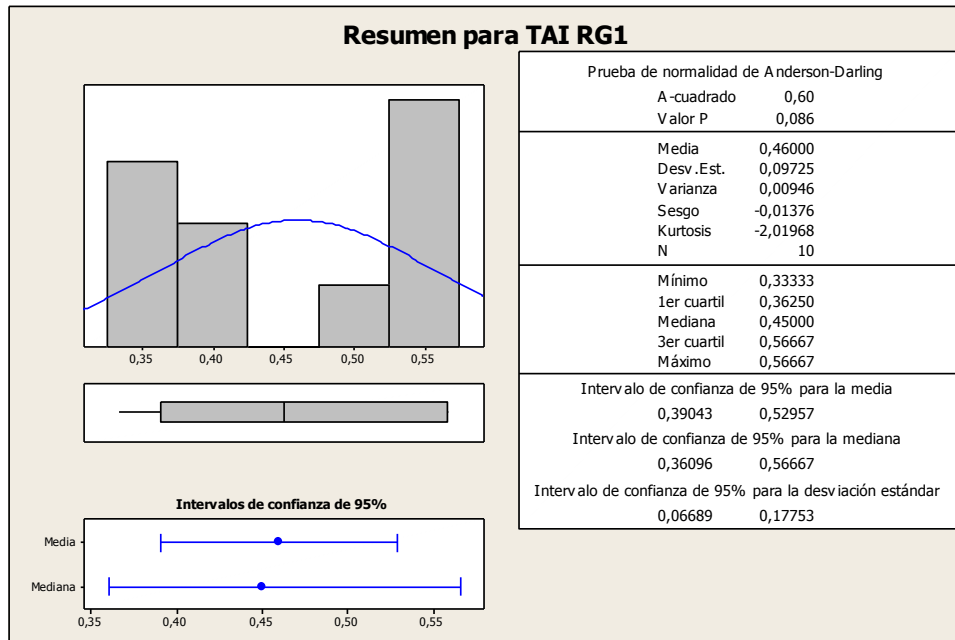 Resumen para TAI RG1
0,35 0,40 0,45 0,50 0,55
Intervalos de confianza de 95%
Media
Mediana
0,35 0,40 0,45 0,50 0,55
Prueba de normalidad de Anderson-Darling
A-cuadrado 0,60
Valor P 0,086
Media 0,46000
Desv.Est. 0,09725
Varianza 0,00946
Sesgo -0,01376
Kurtosis -2,01968
N 10
Mínimo 0,33333
1er cuartil 0,36250
Mediana 0,45000
3er cuartil 0,56667
Máximo 0,56667
Intervalo de confianza de 95% para la media
0,39043 0,52957
Intervalo de confianza de 95% para la mediana
0,36096 0,56667
Intervalo de confianza de 95% para la desviación estándar
0,06689 0,17753